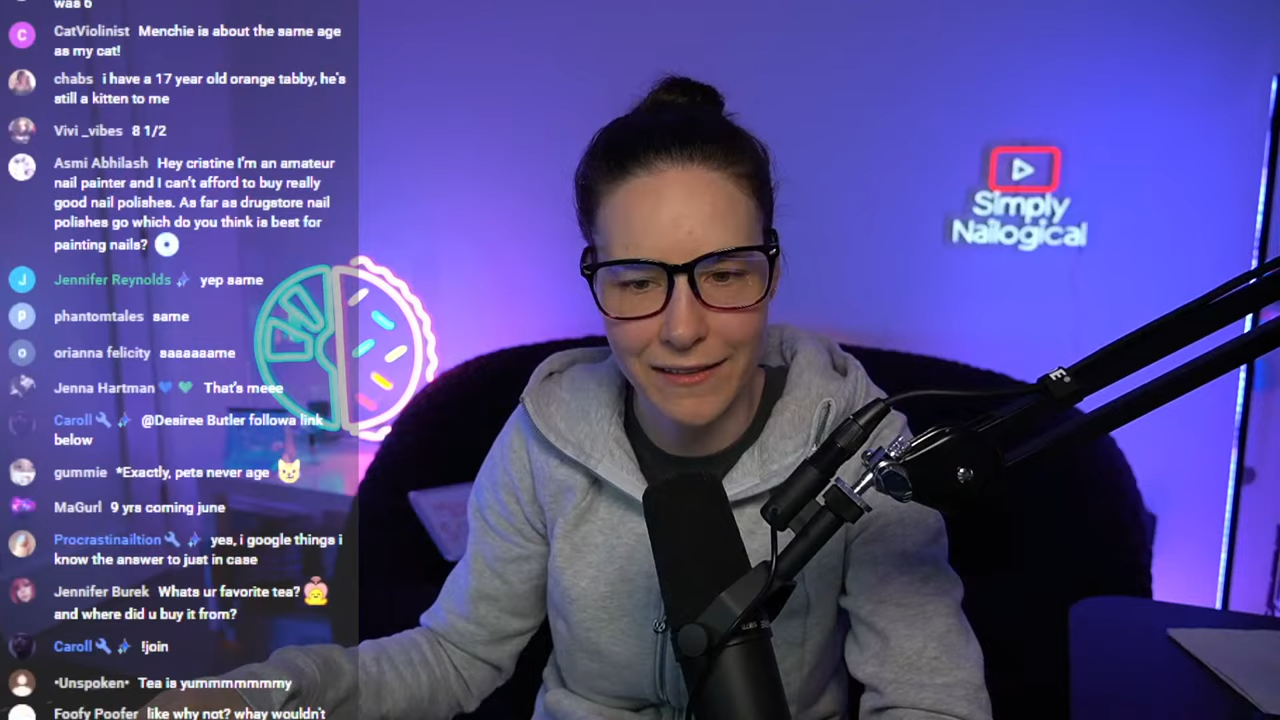 was 6
CatViolinist Menchie is about the same age
as my cat!
chabs i have a 17 year old orange tabby, he's
still a kitten to me
Vivi _vibes 8 1/2
Asmi Abhilash Hey cristine I'm an amateur
nail painter and I can't afford to buy really
good nail polishes. As far as drugstore nail
polishes go which do you think is best for
painting nails?
J Jennifer Reynolds yep same
P phantomtales same
o orianna felicity saaaaaame
Jenna Hartman That's meee
Caroll @Desiree Butler followa link
below
gummie *Exactly, pets never age
MaGurl 9 yrs coming june
Procrastinailtion yes, i google things i
know the answer to just in case
Jennifer Burek Whats ur favorite tea?
and where did u buy it from?
Caroll !join
•Unspoken• Tea is yummmmmmmy
Foofy Poofer like why not? whay wouldn't
Simply
Nailogical